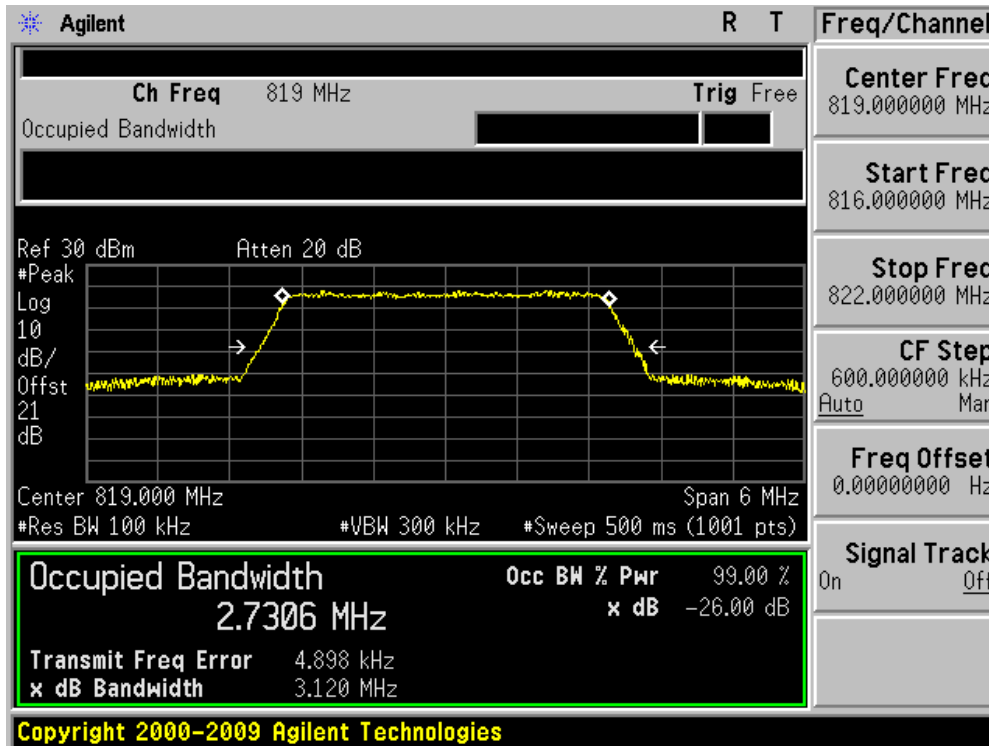 Agilent R T
Ch Freq 819 MHz Trig Free
Occupied Bandwidth
Ref 30 dBm Atten 20 dB
#Peak
Log
10
dB/
Offst
21
dB
Center 819.000 MHz Span 6 MHz
#Res BW 100 kHz #VBW 300 kHz #Sweep 500 ms (1001 pts)
Occupied Bandwidth Occ BW % Pwr 99.00 %
2.7306 MHz x dB -26.00 dB
Transmit Freq Error 4.898 kHz
x dB Bandwidth 3.120 MHz
Copyright 2000-2009 Agilent Technologies
Freq/Channel
Center Freq
819.000000 MHz
Start Freq
816.000000 MHz
Stop Freq
822.000000 MHz
CF Step
600.000000 kHz
Auto Man
Freq Offset
0.00000000 Hz
Signal Track
On Off